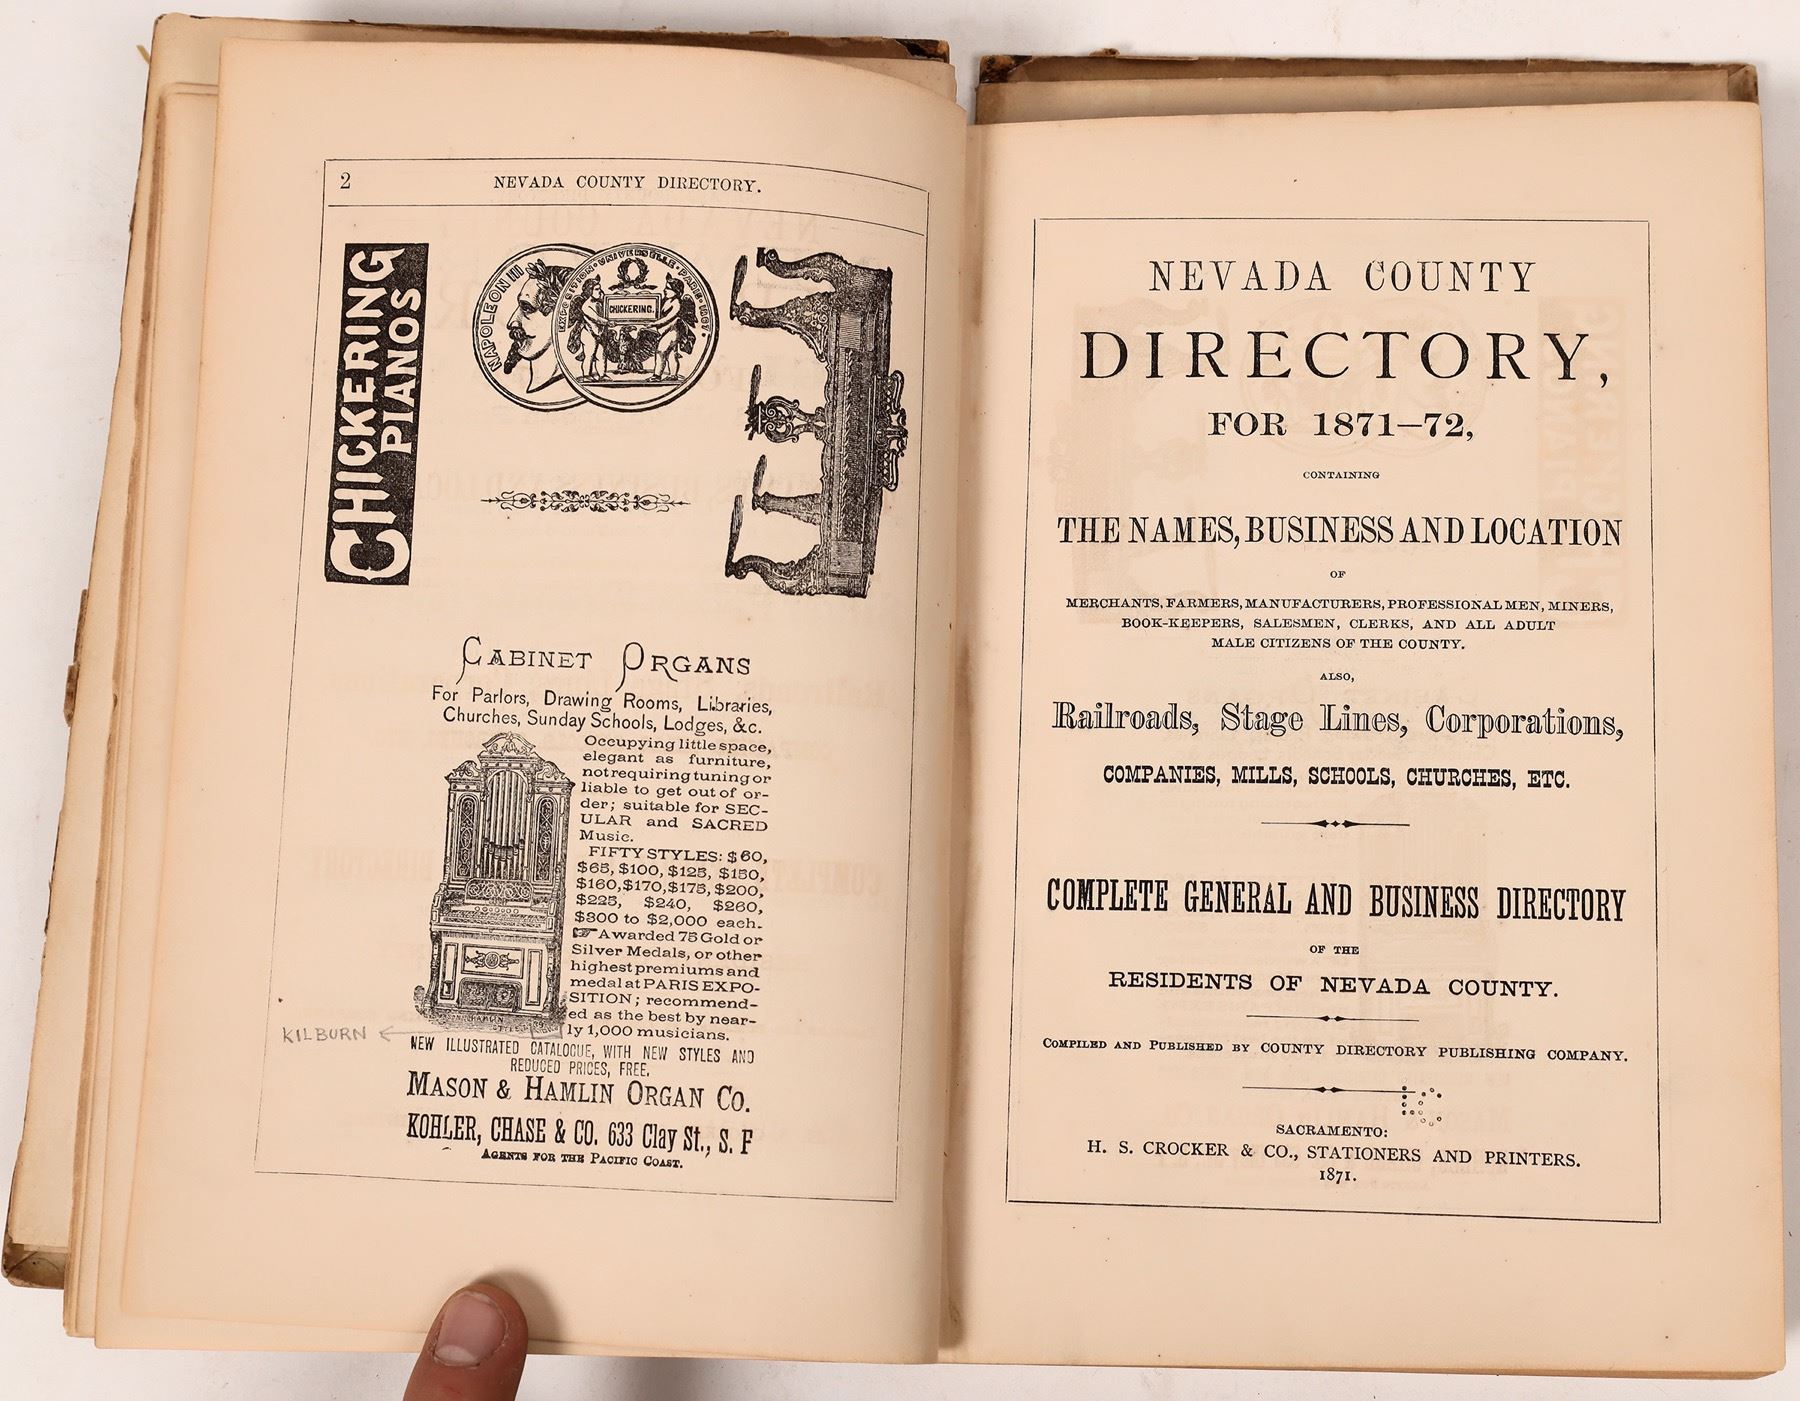 2
NEVADA COUNTY DIRECTORY.
CHICKERING
PIANOS
NAPOLEON III
EXPOSITION·UNIVERSELLE·PARIS·1867·
CHICKERING.
CABINET ORGANS
For Parlors, Drawing Rooms, Libraries,
Churches, Sunday Schools, Lodges, &c.
Occupying little space,
elegant as furniture,
not requiring tuning or
liable to get out of or-
der; suitable for SEC-
ULAR and SACRED
Music.
FIFTY STYLES: $60,
$65, $100, $125, $150,
$160, $170, $175, $200,
$225, $240, $260,
$300 to $2,000 each.
☞ Awarded 75 Gold or
Silver Medals, or other
highest premiums and
medal at PARIS EXPO-
SITION; recommend-
ed as the best by near-
ly 1,000 musicians.
KILBURN
NEW ILLUSTRATED CATALOGUE, WITH NEW STYLES AND
REDUCED PRICES, FREE.
MASON & HAMLIN ORGAN CO.
KOHLER, CHASE & CO. 633 Clay St., S. F
AGENTS FOR THE PACIFIC COAST.
NEVADA COUNTY
DIRECTORY,
FOR 1871–72,
CONTAINING
THE NAMES, BUSINESS AND LOCATION
OF
MERCHANTS, FARMERS, MANUFACTURERS, PROFESSIONAL MEN, MINERS,
BOOK-KEEPERS, SALESMEN, CLERKS, AND ALL ADULT
MALE CITIZENS OF THE COUNTY.
ALSO,
Railroads, Stage Lines, Corporations,
COMPANIES, MILLS, SCHOOLS, CHURCHES, ETC.
COMPLETE GENERAL AND BUSINESS DIRECTORY
OF THE
RESIDENTS OF NEVADA COUNTY.
COMPILED AND PUBLISHED BY COUNTY DIRECTORY PUBLISHING COMPANY.
SACRAMENTO:
H. S. CROCKER & CO., STATIONERS AND PRINTERS.
1871.